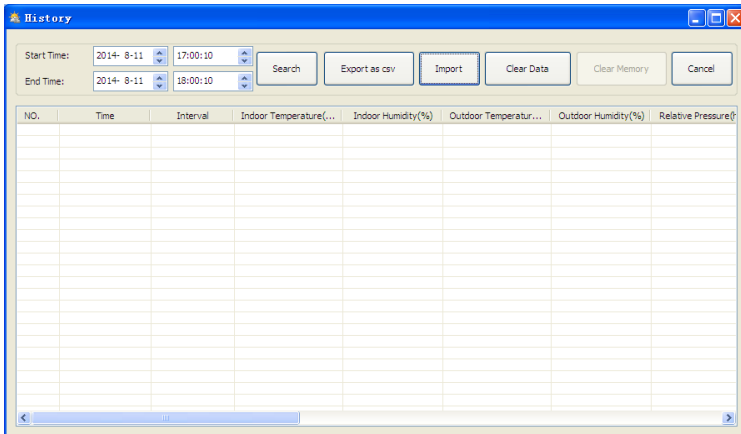 History
Start Time: 2014- 8-11 17:00:10
End Time: 2014- 8-11 18:00:10
Search Export as csv Import Clear Data Clear Memory Cancel
NO. Time Interval Indoor Temperature(... Indoor Humidity(%) Outdoor Temperatur... Outdoor Humidity(%) Relative Pressure(h